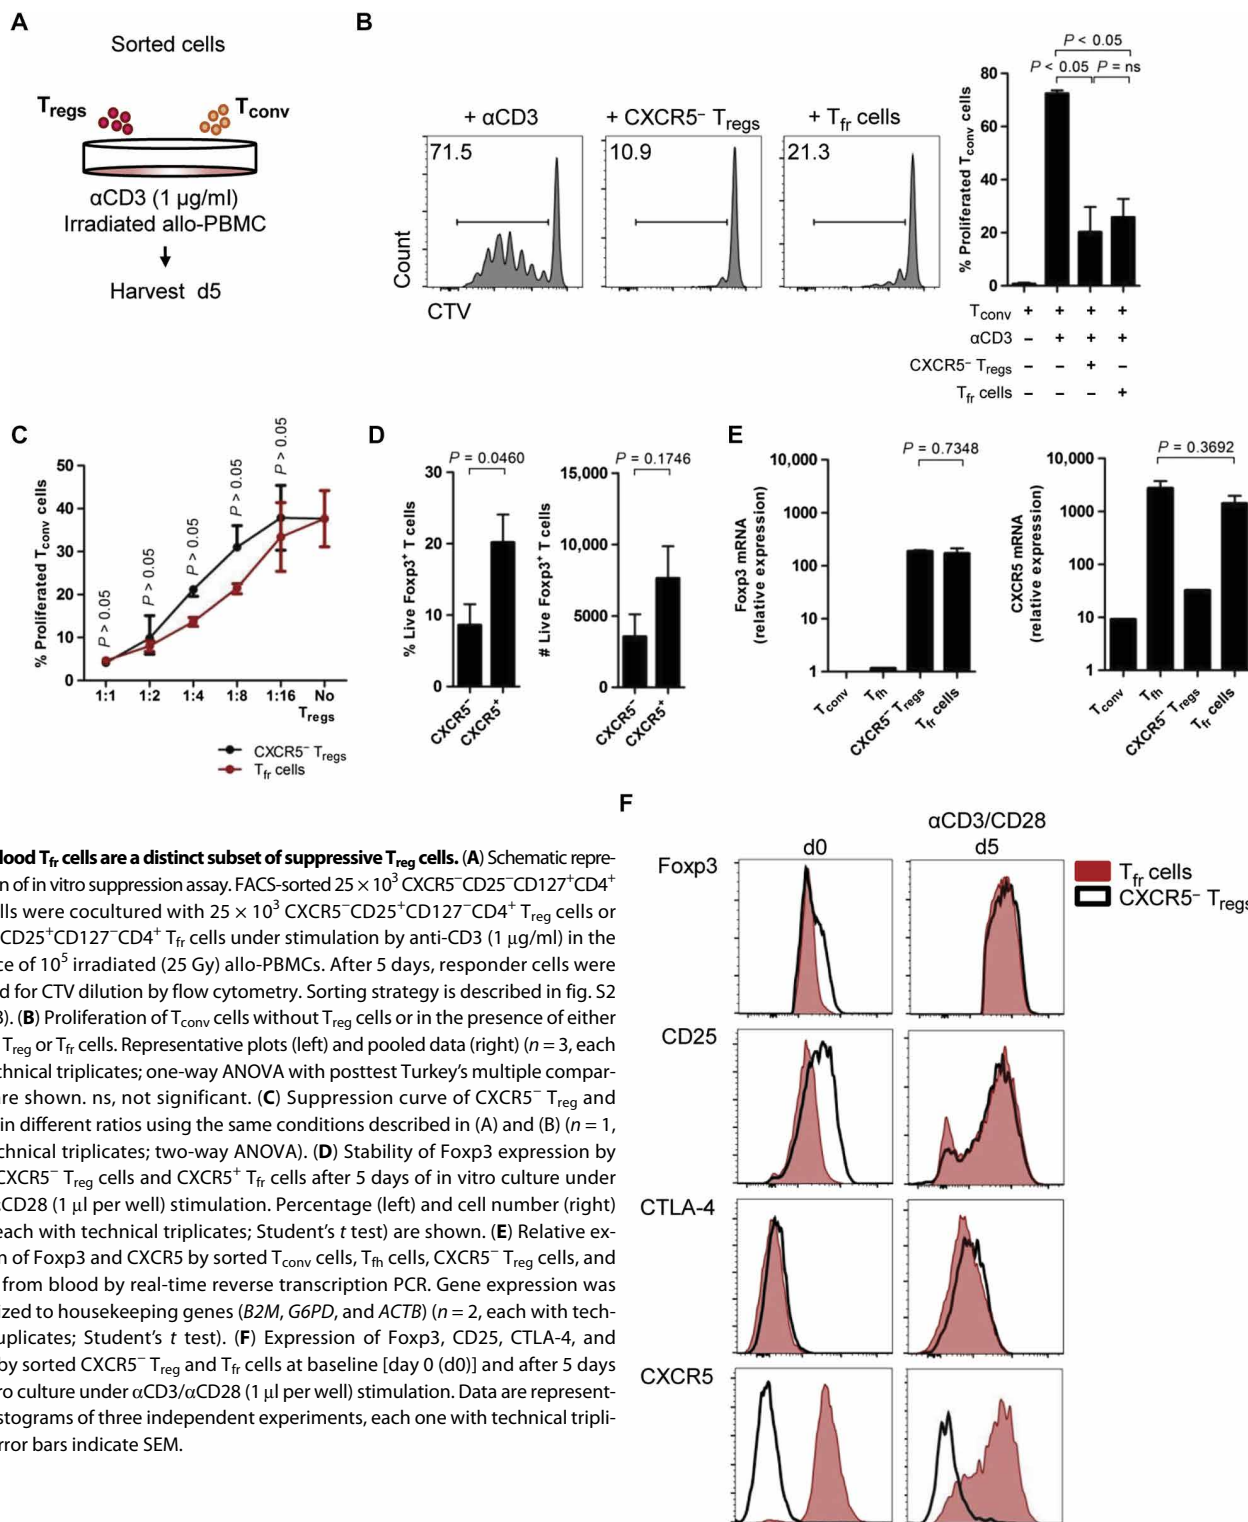 A
Sorted cells
Tregs
Tconv
αCD3 (1 µg/ml)
Irradiated allo-PBMC
Harvest d5
B
+ αCD3
+ CXCR5⁻ Tregs
+ Tfr cells
71.5
10.9
21.3
Count
CTV
P < 0.05
P < 0.05
P = ns
% Proliferated Tconv cells
80
60
40
20
0
Tconv + + + +
αCD3 – + + +
CXCR5⁻ Tregs – – + –
Tfr cells – – – +
C
% Proliferated Tconv cells
50
40
30
20
10
0
P > 0.05
P > 0.05
P > 0.05
P > 0.05
P > 0.05
1:1 1:2 1:4 1:8 1:16 No
Tregs
CXCR5⁻ Tregs
Tfr cells
D
P = 0.0460
% Live Foxp3⁺ T cells
30
20
10
0
CXCR5⁻
CXCR5⁺
P = 0.1746
# Live Foxp3⁺ T cells
15,000
10,000
5000
0
CXCR5⁻
CXCR5⁺
E
P = 0.7348
Foxp3 mRNA
(relative expression)
10,000
1000
100
10
1
Tconv
Tfh
CXCR5⁻ Tregs
Tfr cells
P = 0.3692
CXCR5 mRNA
(relative expression)
10,000
1000
100
10
1
Tconv
Tfh
CXCR5⁻ Tregs
Tfr cells
F
d0
αCD3/CD28
d5
Foxp3
CD25
CTLA-4
CXCR5
Tfr cells
CXCR5⁻ Tregs
lood Tfr cells are a distinct subset of suppressive Treg cells. (A) Schematic repre-
n of in vitro suppression assay. FACS-sorted 25 × 10³ CXCR5⁻CD25⁻CD127⁺CD4⁺
lls were cocultured with 25 × 10³ CXCR5⁻CD25⁺CD127⁻CD4⁺ Treg cells or
CD25⁺CD127⁻CD4⁺ Tfr cells under stimulation by anti-CD3 (1 µg/ml) in the
ce of 10⁵ irradiated (25 Gy) allo-PBMCs. After 5 days, responder cells were
d for CTV dilution by flow cytometry. Sorting strategy is described in fig. S2
3). (B) Proliferation of Tconv cells without Treg cells or in the presence of either
Treg or Tfr cells. Representative plots (left) and pooled data (right) (n = 3, each
chnical triplicates; one-way ANOVA with posttest Turkey's multiple compar-
are shown. ns, not significant. (C) Suppression curve of CXCR5⁻ Treg and
in different ratios using the same conditions described in (A) and (B) (n = 1,
chnical triplicates; two-way ANOVA). (D) Stability of Foxp3 expression by
CXCR5⁻ Treg cells and CXCR5⁺ Tfr cells after 5 days of in vitro culture under
αCD28 (1 µl per well) stimulation. Percentage (left) and cell number (right)
each with technical triplicates; Student's t test) are shown. (E) Relative ex-
n of Foxp3 and CXCR5 by sorted Tconv cells, Tfh cells, CXCR5⁻ Treg cells, and
from blood by real-time reverse transcription PCR. Gene expression was
ized to housekeeping genes (B2M, G6PD, and ACTB) (n = 2, each with tech-
uplicates; Student's t test). (F) Expression of Foxp3, CD25, CTLA-4, and
by sorted CXCR5⁻ Treg and Tfr cells at baseline [day 0 (d0)] and after 5 days
ro culture under αCD3/αCD28 (1 µl per well) stimulation. Data are represent-
stograms of three independent experiments, each one with technical tripli-
rror bars indicate SEM.